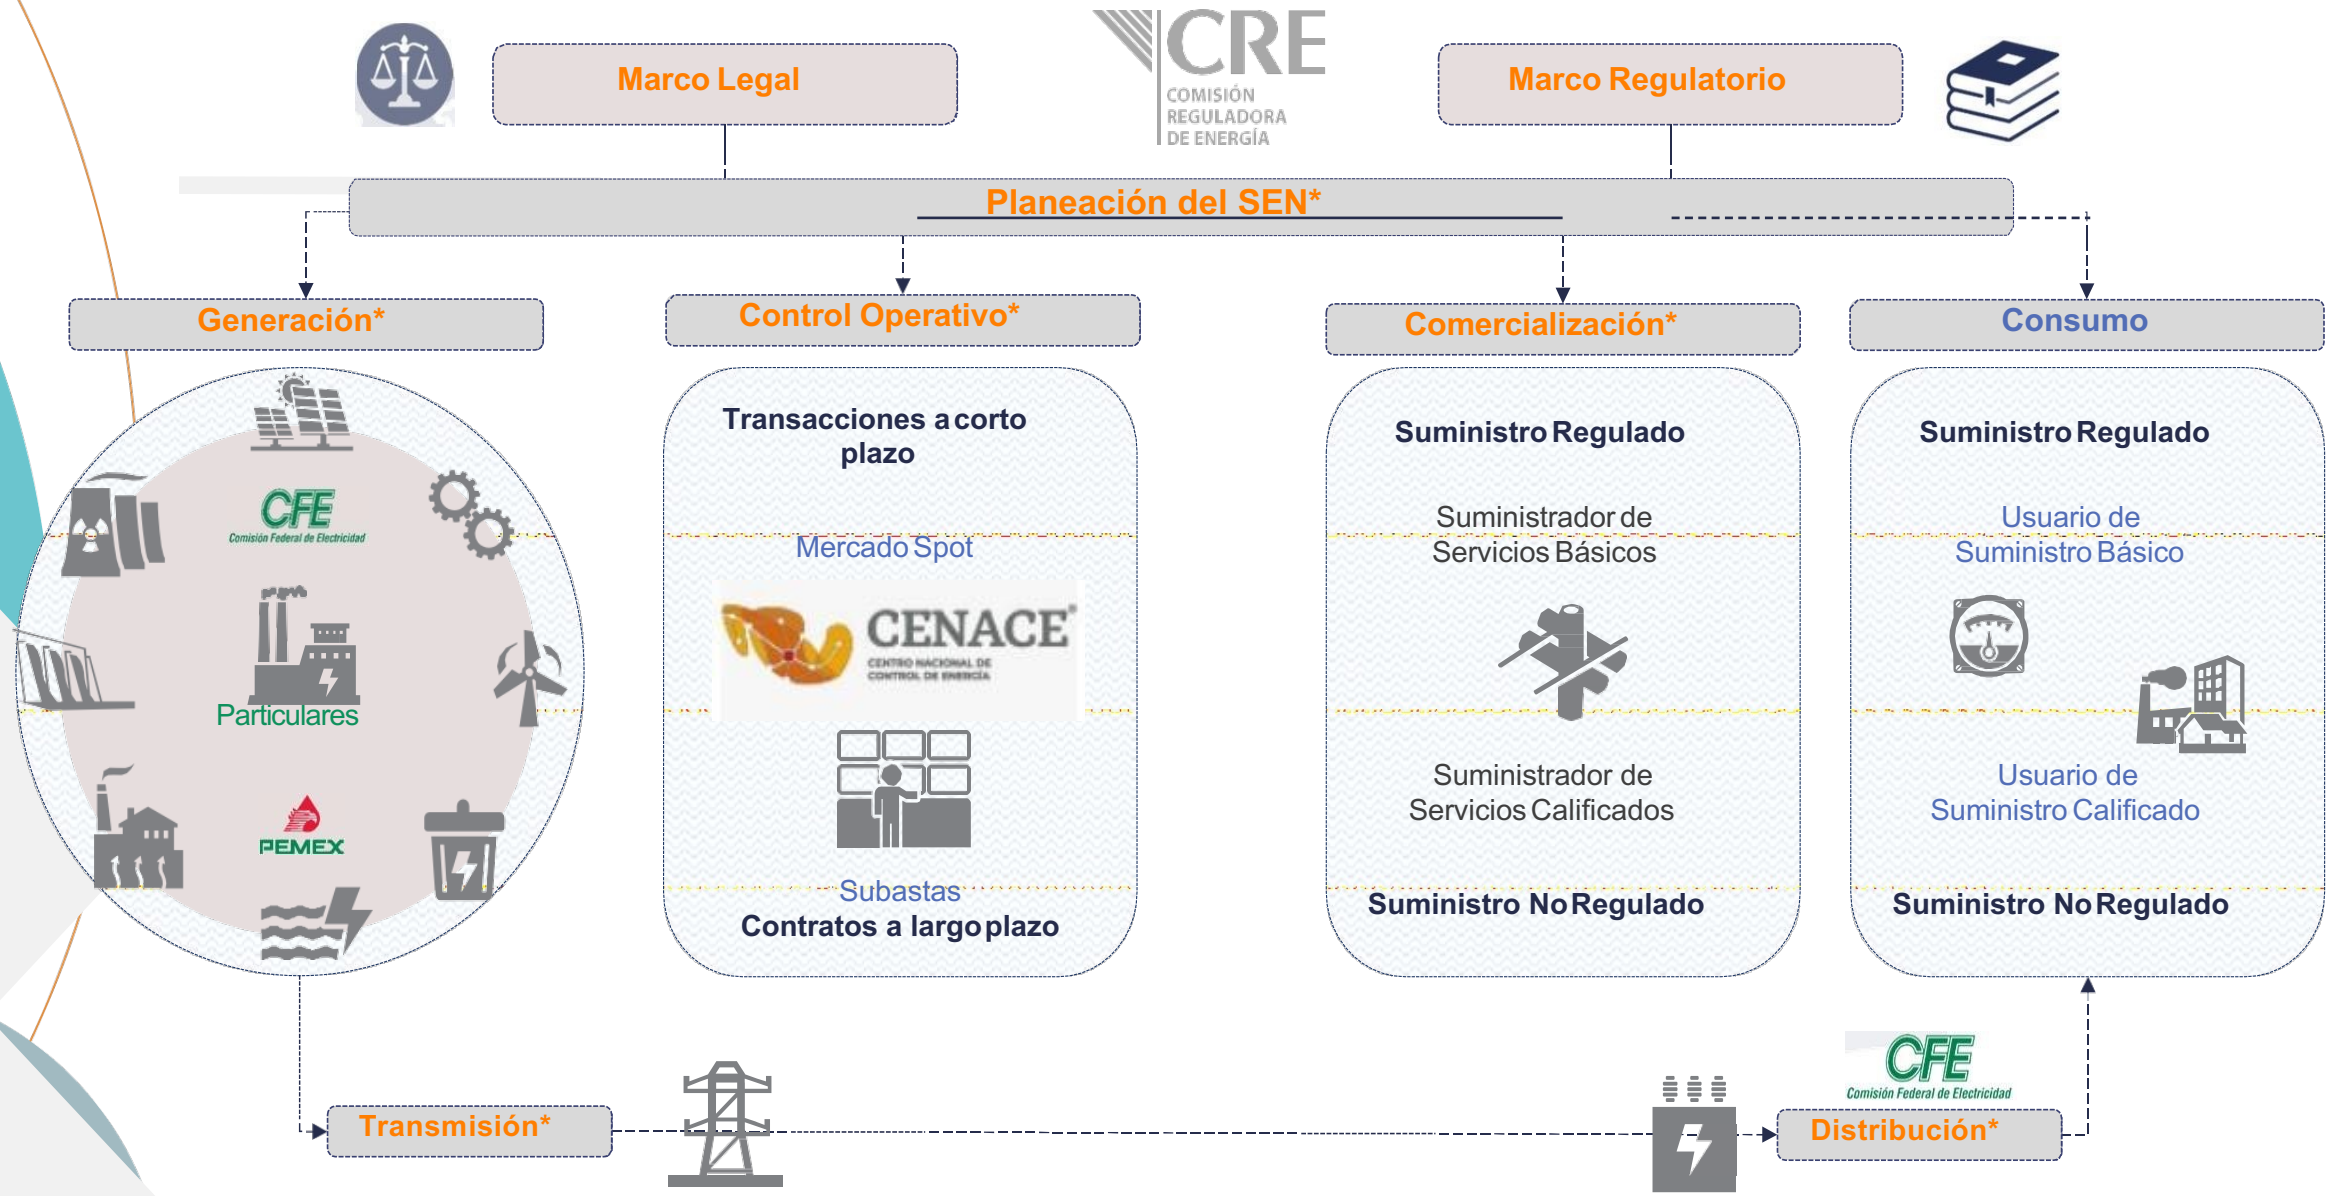 CRE
COMISIÓN
REGULADORA
DE ENERGÍA
Marco Legal
Marco Regulatorio
Planeación del SEN*
Generación*
Control Operativo*
Comercialización*
Consumo
CFE
Comisión Federal de Electricidad
Particulares
PEMEX
Transacciones a corto
plazo
Mercado Spot
CENACE®
CENTRO NACIONAL DE
CONTROL DE ENERGÍA
Subastas
Contratos a largo plazo
Suministro Regulado
Suministrador de
Servicios Básicos
Suministrador de
Servicios Calificados
Suministro No Regulado
Suministro Regulado
Usuario de
Suministro Básico
Usuario de
Suministro Calificado
Suministro No Regulado
Transmisión*
CFE
Comisión Federal de Electricidad
Distribución*